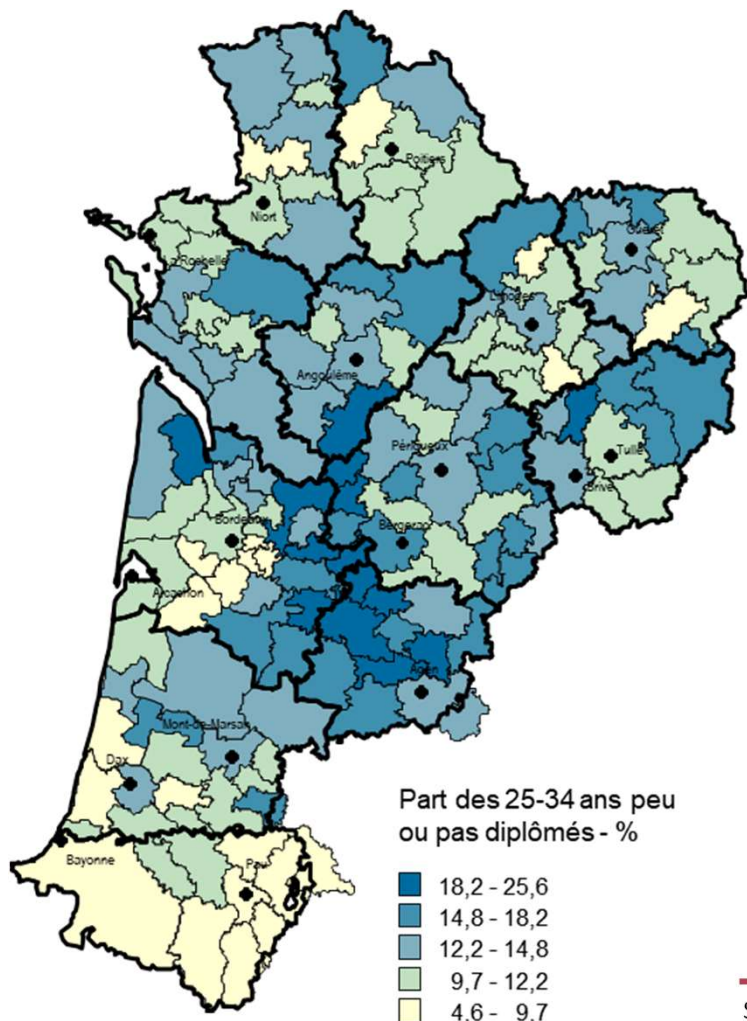 Poitiers
Niort
La Rochelle
Guéret
Limoges
Angoulême
Périgueux
Tulle
Brive
Bordeaux
Bergerac
Arcachon
Agen
Mont-de-Marsan
Dax
Bayonne
Pau
Part des 25-34 ans peu
ou pas diplômés - %
18,2 - 25,6
14,8 - 18,2
12,2 - 14,8
9,7 - 12,2
4,6 - 9,7